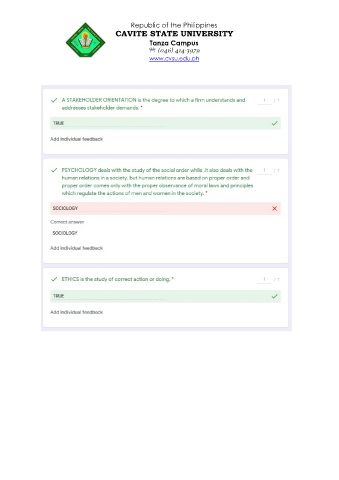 Republic of the Philippines
CAVITE STATE UNIVERSITY
Tanza Campus
☎ (046) 414-3979
www.cvsu.edu.ph
A STAKEHOLDER ORIENTATION is the degree to which a firm understands and
addresses stakeholder demands. *
1 / 1
TRUE
Add individual feedback
PSYCHOLOGY deals with the study of the social order while. It also deals with the
human relations in a society, but human relations are based on proper order and
proper order comes only with the proper observance of moral laws and principles
which regulate the actions of men and women in the society. *
1 / 1
SOCIOLOGY
Correct answer
SOCIOLOGY
Add individual feedback
ETHICS is the study of correct action or doing. *
1 / 1
TRUE
Add individual feedback